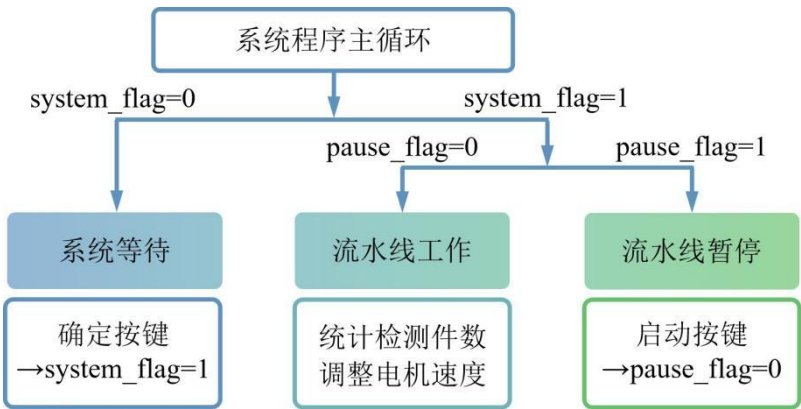 系统程序主循环
system_flag=0
system_flag=1
pause_flag=0
pause_flag=1
系统等待
流水线工作
流水线暂停
确定按键
→system_flag=1
统计检测件数
调整电机速度
启动按键
→pause_flag=0